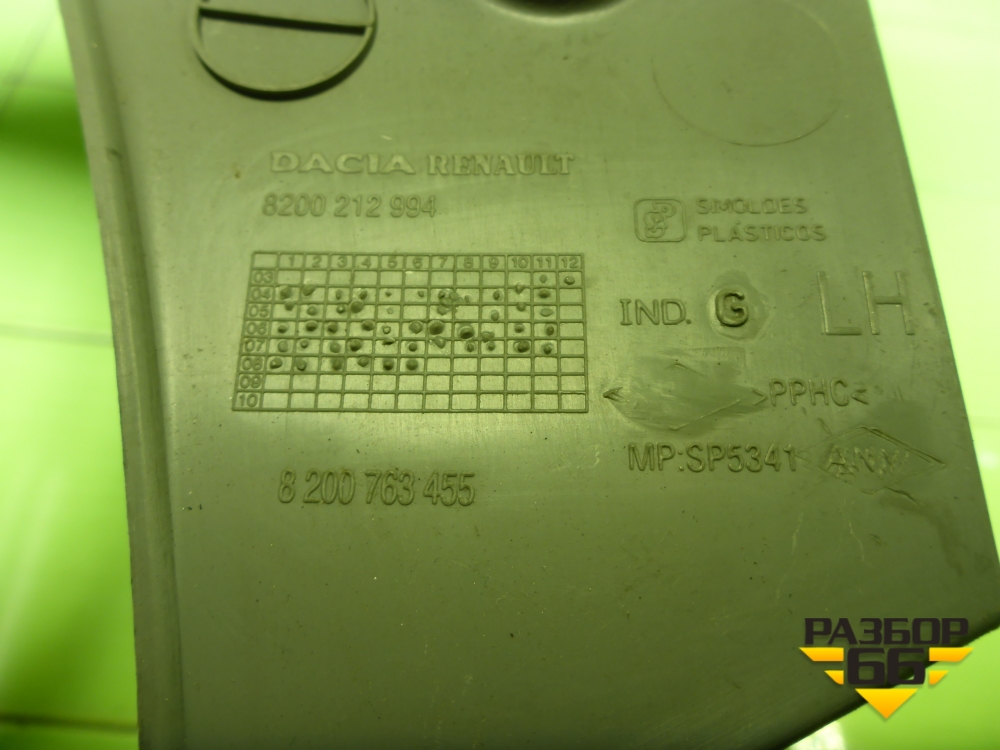 DACIA RENAULT
8200 212 994
SIMOLDES
PLÁSTICOS
1 2 3 4 5 6 7 8 9 10 11 12
03
04
05
06
07
08
09
10
IND. G LH
>PPHC<
MP:SP5341
8 200 763 455
РАЗБОР
66